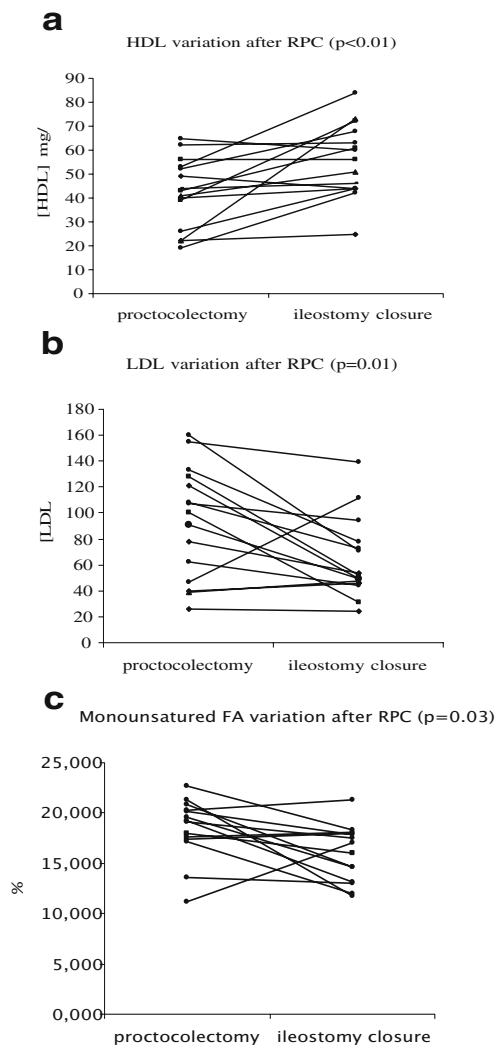 a
HDL variation after RPC (p<0.01)
[HDL] mg/
90
80
70
60
50
40
30
20
10
0
proctocolectomy ileostomy closure
b
LDL variation after RPC (p=0.01)
[LDL
180
160
140
120
100
80
60
40
20
0
proctocolectomy ileostomy closure
c
Monounsatured FA variation after RPC (p=0.03)
%
25,000
20,000
15,000
10,000
5,000
0,000
proctocolectomy ileostomy closure